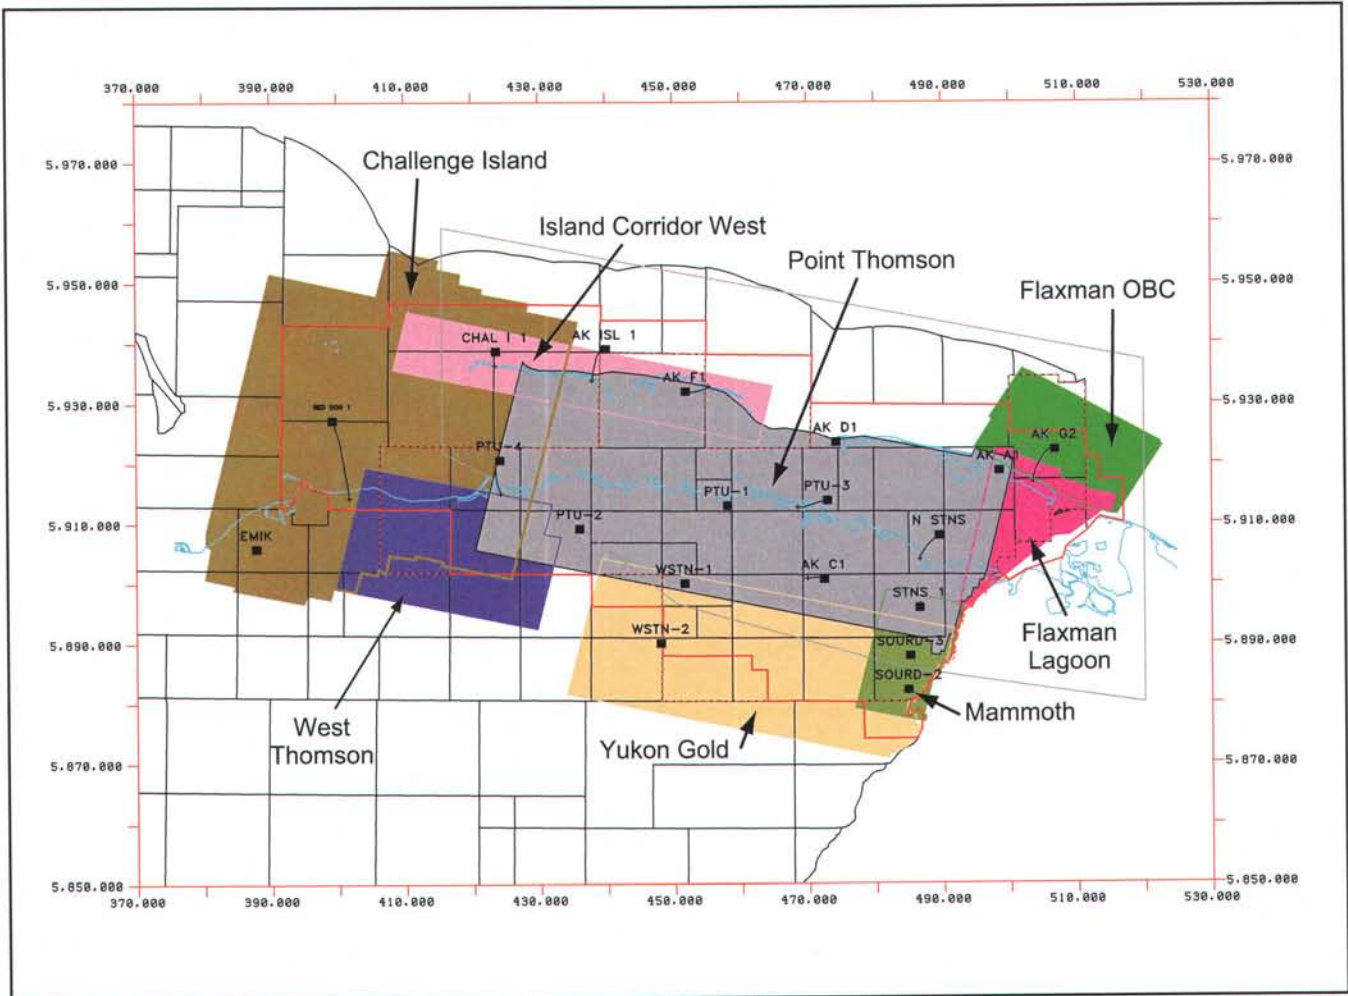 370.000 390.000 410.000 430.000 450.000 470.000 490.000 510.000 530.000
5.970.000 5.970.000
Challenge Island
Island Corridor West
Point Thomson
Flaxman OBC
5.950.000 5.950.000
CHAL I 1 AK ISL 1
AK F1
5.930.000 5.930.000
RED DOG 1
AK D1
AK G2
AK A1
PTU-4
PTU-1 PTU-3
5.910.000 5.910.000
PTU-2
N STNS
EMIK
WSTN-1 AK C1
STNS 1
WSTN-2 SOURD-3
5.890.000 5.890.000
Flaxman
Lagoon
SOURD-2
Mammoth
West
Thomson
Yukon Gold
5.870.000 5.870.000
5.850.000 5.850.000
370.000 390.000 410.000 430.000 450.000 470.000 490.000 510.000 530.000